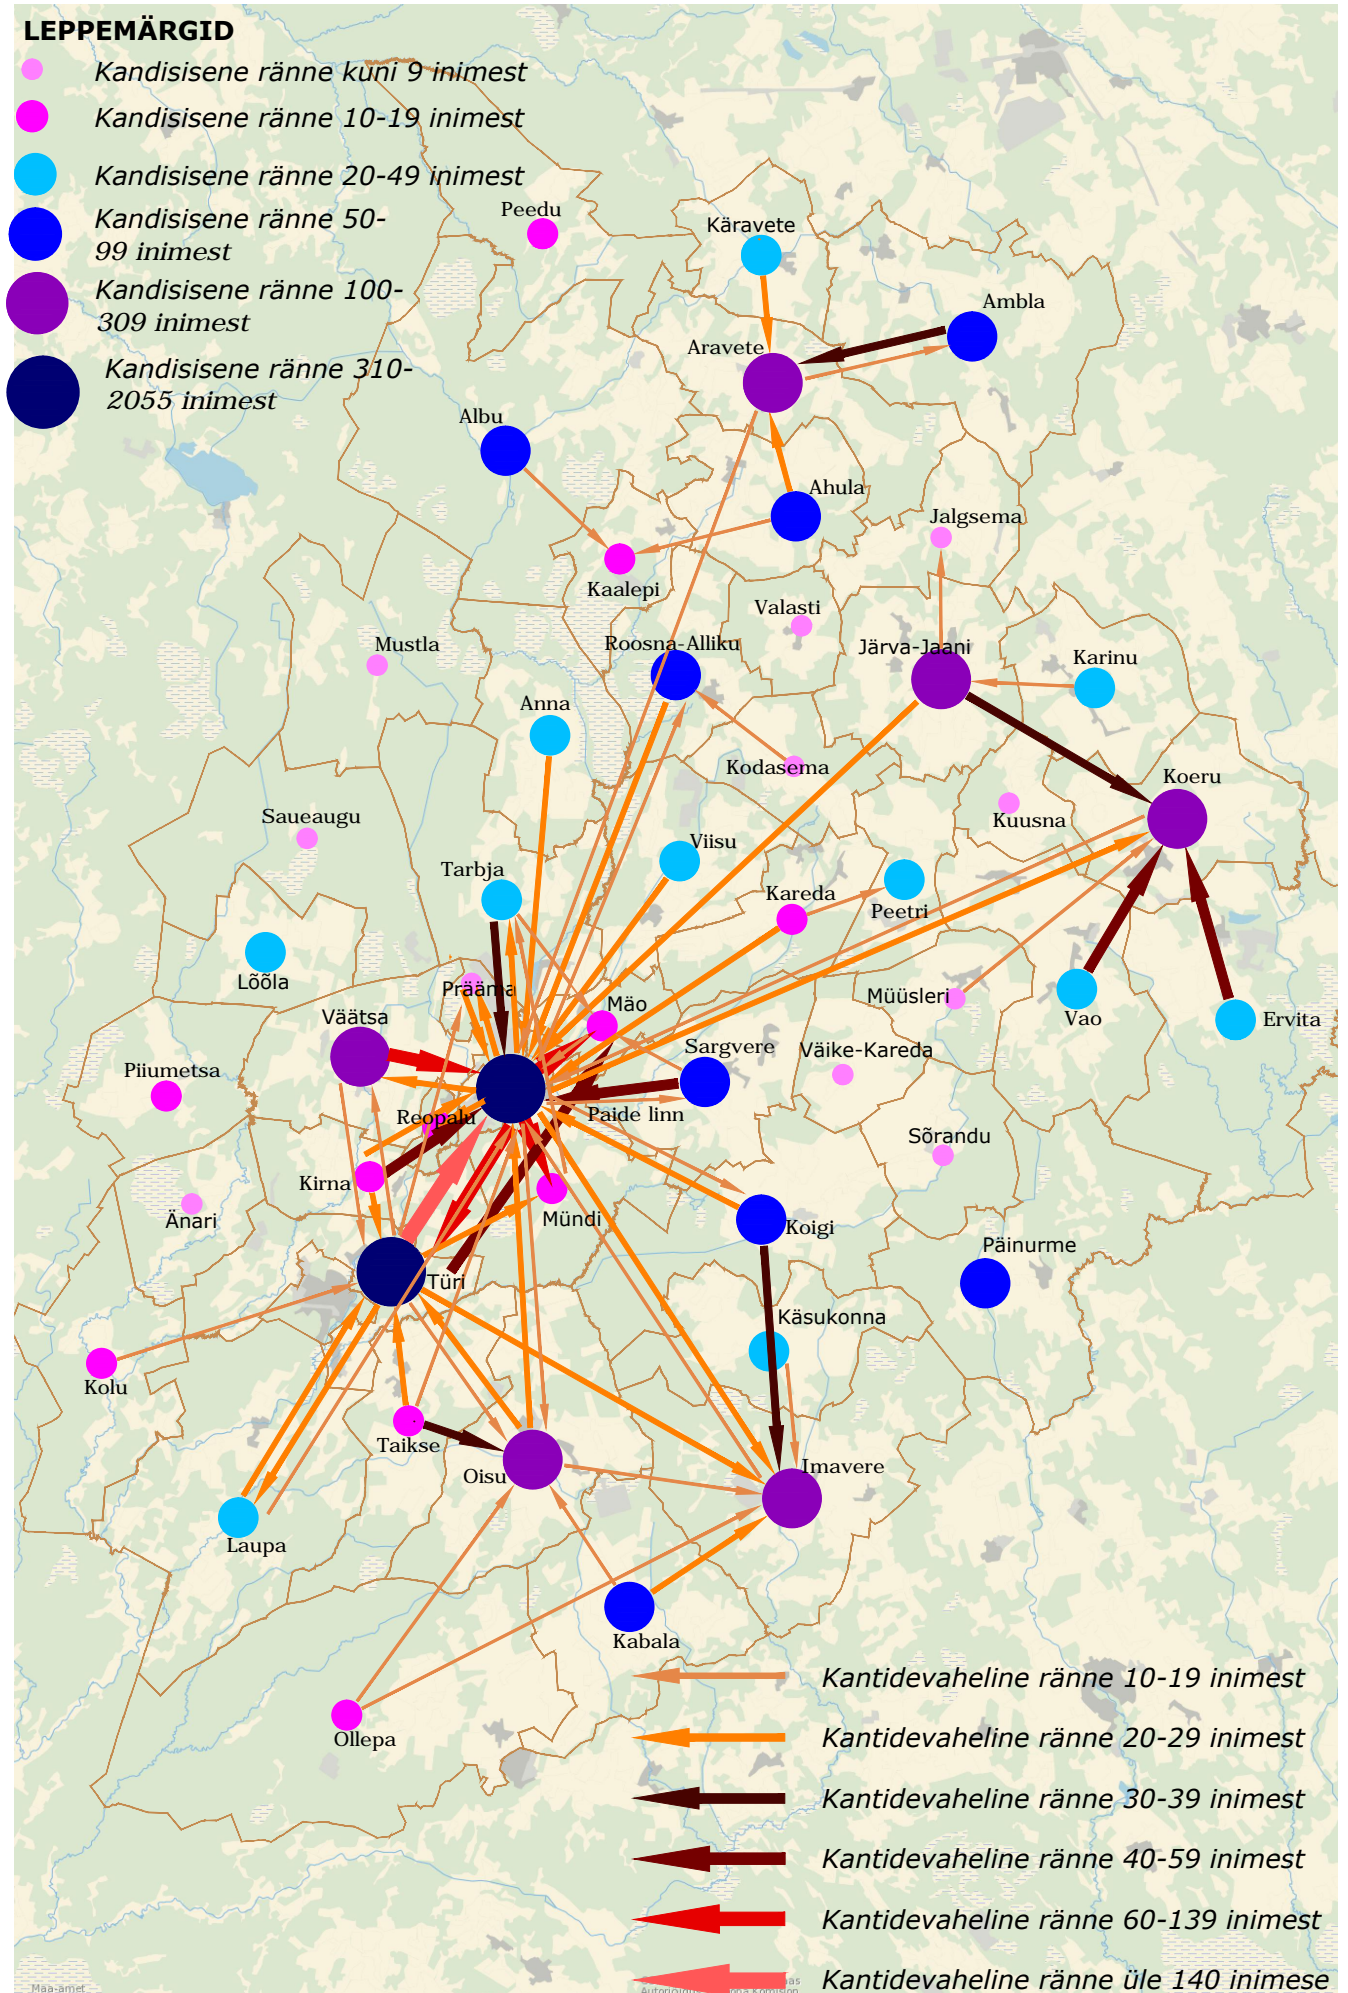 LEPPEMÄRGID
Kandisisene ränne kuni 9 inimest
Kandisisene ränne 10-19 inimest
Kandisisene ränne 20-49 inimest
Kandisisene ränne 50-
99 inimest
Kandisisene ränne 100-
309 inimest
Kandisisene ränne 310-
2055 inimest
Peedu
Käravete
Ambla
Aravete
Albu
Ahula
Jalgsema
Kaalepi
Valasti
Mustla
Roosna-Alliku
Järva-Jaani
Karinu
Anna
Kodasema
Koeru
Saueaugu
Kuusna
Viisu
Tarbja
Kareda
Peetri
Lõõla
Prääma
Müüsleri
Mäo
Väätsa
Vao
Ervita
Sargvere
Väike-Kareda
Piiumetsa
Reopalu
Paide linn
Sõrandu
Kirna
Änari
Mündi
Koigi
Päinurme
Türi
Käsukonna
Kolu
Taikse
Oisu
Imavere
Laupa
Kabala
Ollepa
Kantidevaheline ränne 10-19 inimest
Kantidevaheline ränne 20-29 inimest
Kantidevaheline ränne 30-39 inimest
Kantidevaheline ränne 40-59 inimest
Kantidevaheline ränne 60-139 inimest
Kantidevaheline ränne üle 140 inimese
Maa-amet